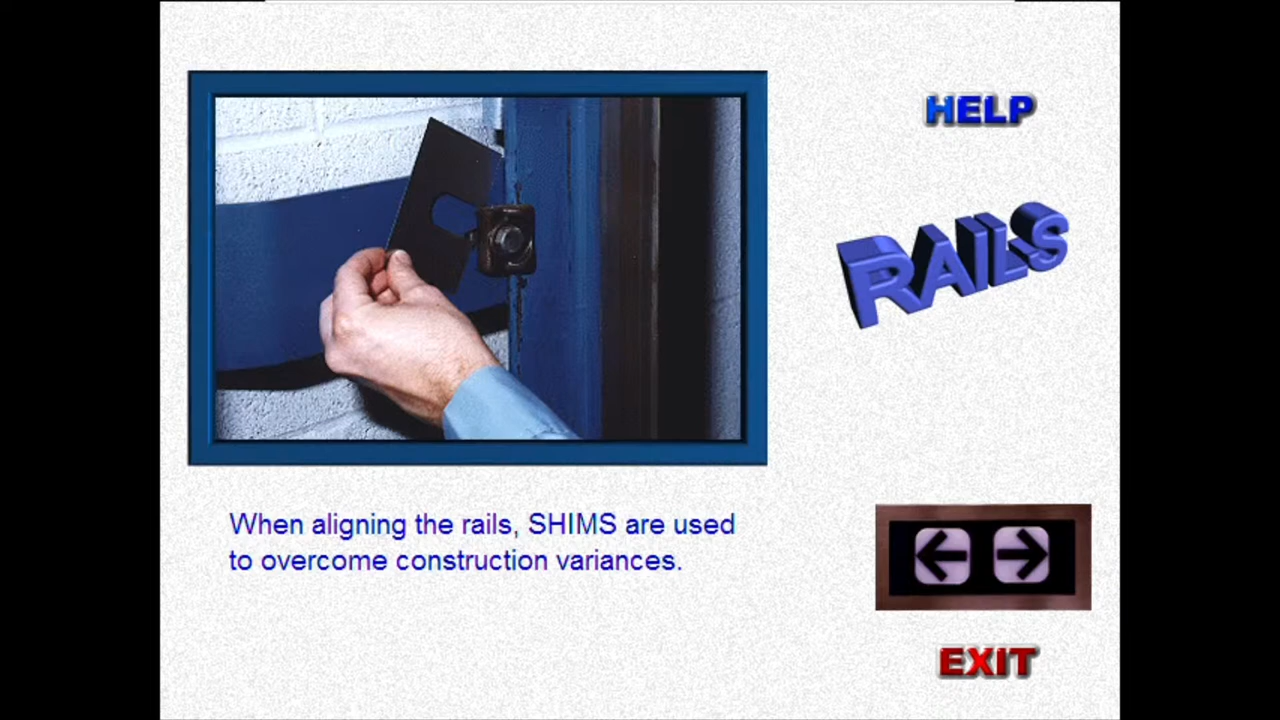 HELP
RAILS
When aligning the rails, SHIMS are used
to overcome construction variances.
EXIT